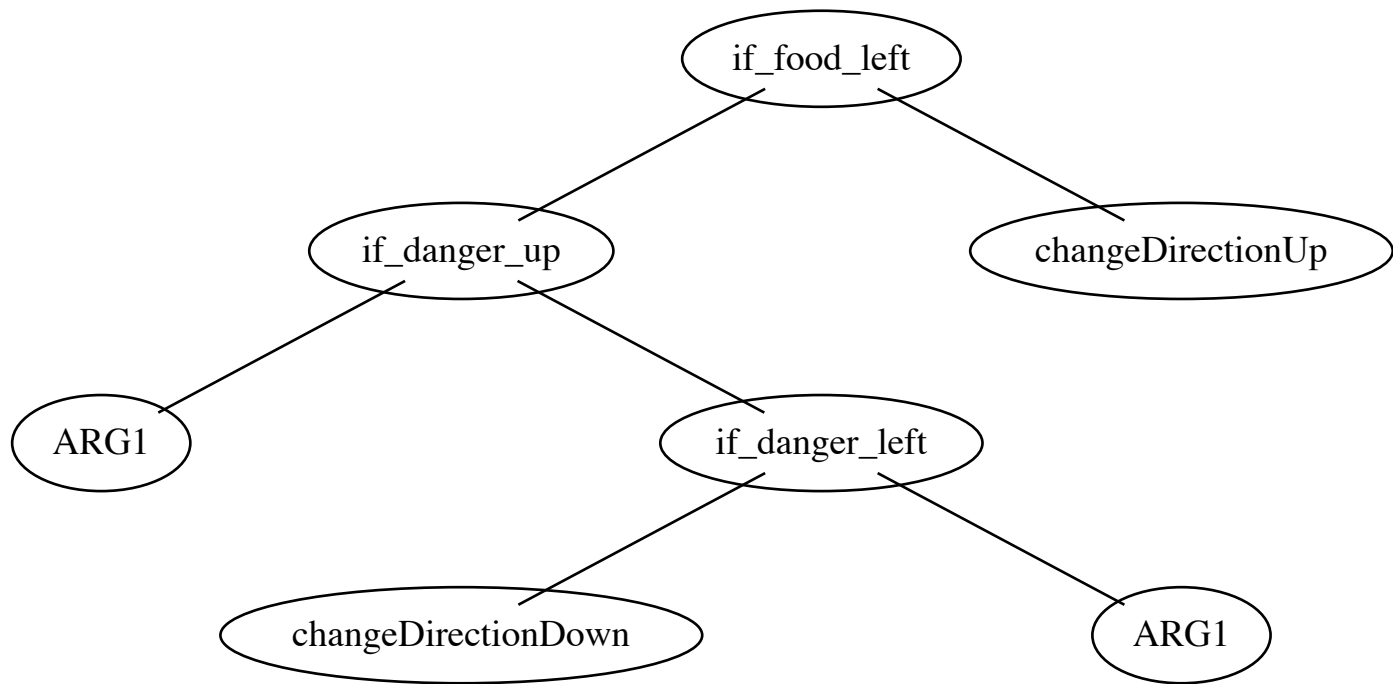 if_food_left
if_danger_up
changeDirectionUp
ARG1
if_danger_left
changeDirectionDown
ARG1